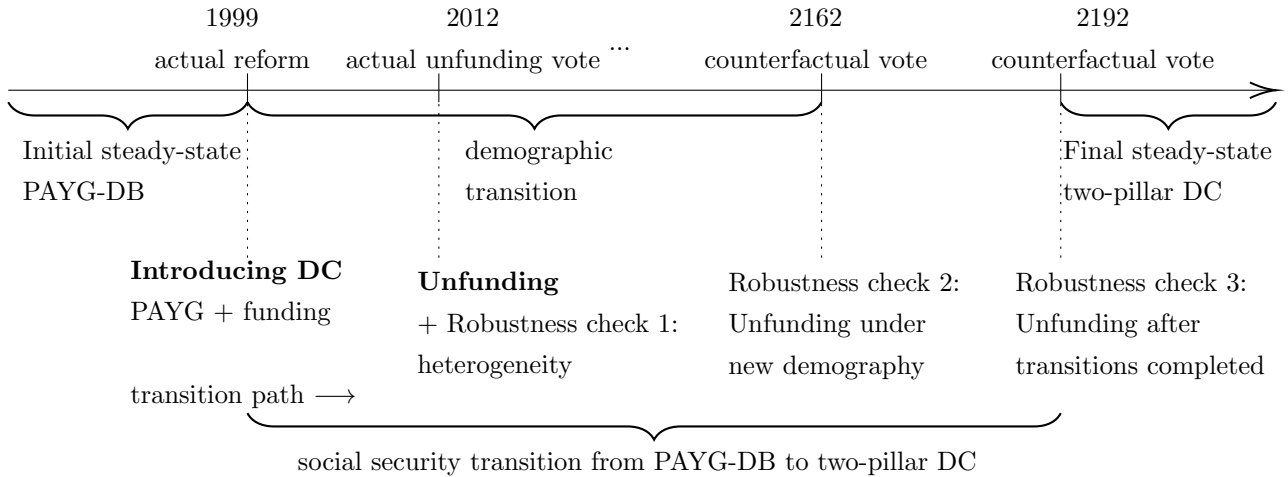 1999
actual reform
2012
actual unfunding vote
...
2162
counterfactual vote
2192
counterfactual vote
Initial steady-state
PAYG-DB
demographic
transition
Final steady-state
two-pillar DC
Introducing DC
PAYG + funding
transition path ⟶
Unfunding
+ Robustness check 1:
heterogeneity
Robustness check 2:
Unfunding under
new demography
Robustness check 3:
Unfunding after
transitions completed
social security transition from PAYG-DB to two-pillar DC